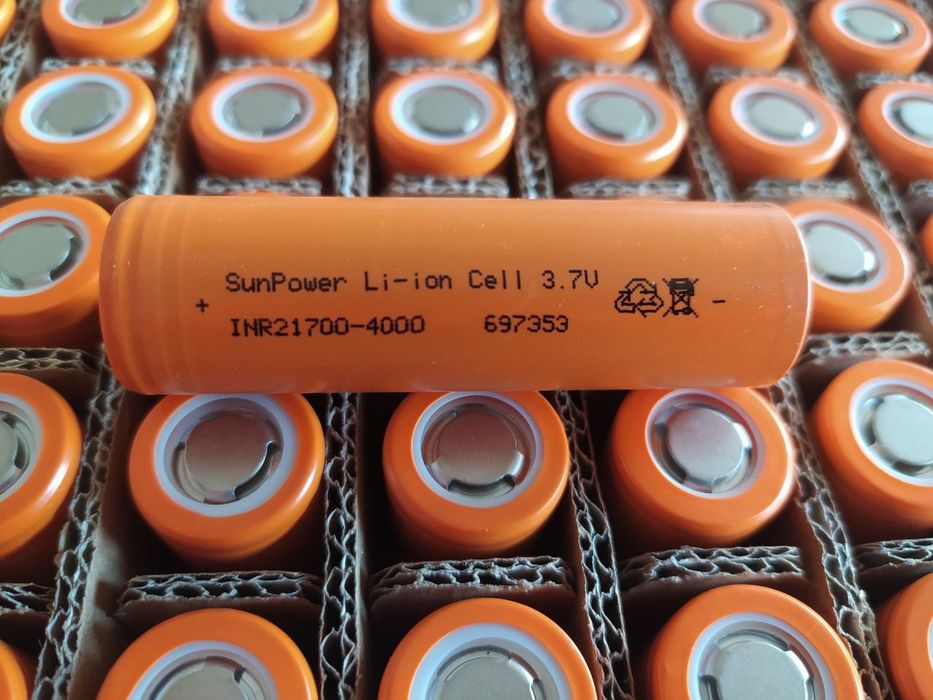 SunPower Li-ion Cell 3.7V
+ -
INR21700-4000 697353